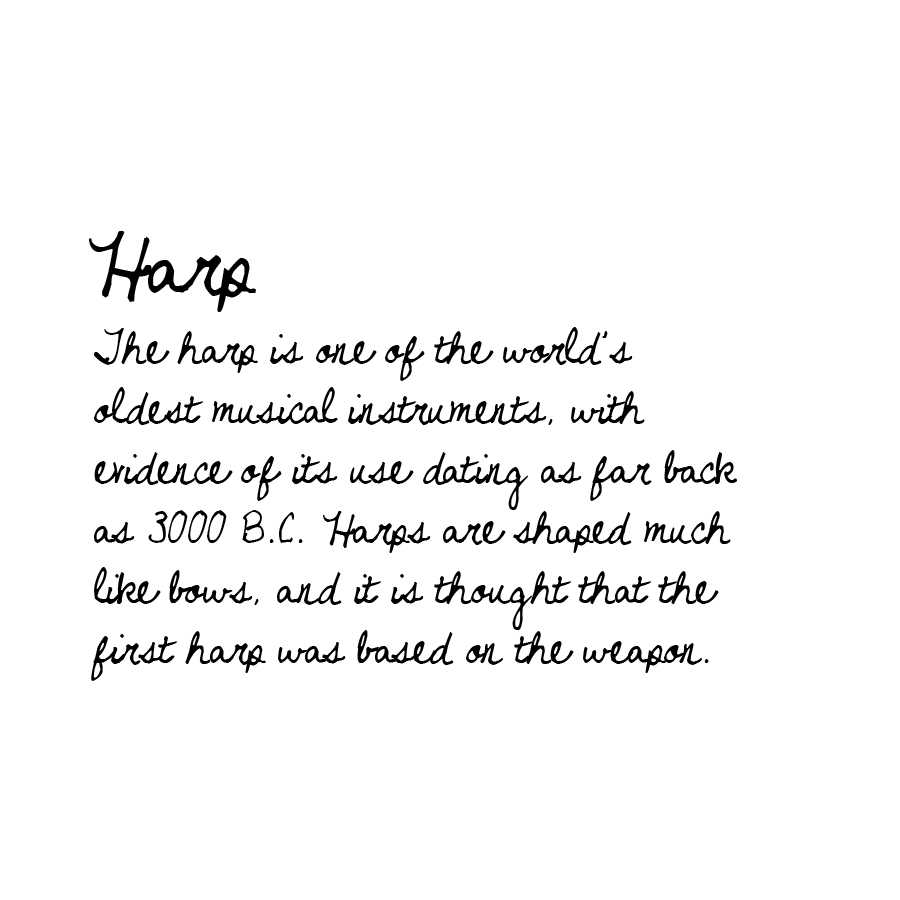 Harp
The harp is one of the world's
oldest musical instruments, with
evidence of its use dating as far back
as 3000 B.C. Harps are shaped much
like bows, and it is thought that the
first harp was based on the weapon.